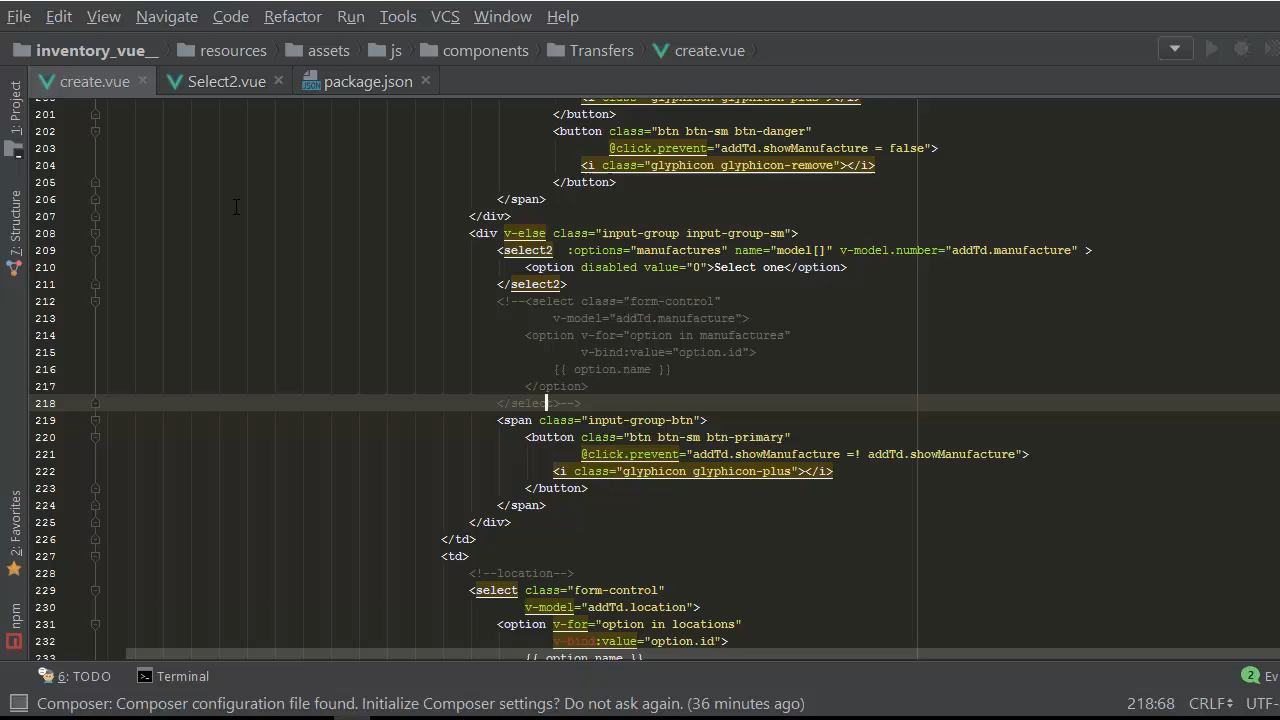 File Edit View Navigate Code Refactor Run Tools VCS Window Help
inventory_vue__ resources assets js components Transfers create.vue
create.vue Select2.vue package.json
<i class="glyphicon glyphicon-plus"></i>
201 </button>
202 <button class="btn btn-sm btn-danger"
203 @click.prevent="addTd.showManufacture = false">
204 <i class="glyphicon glyphicon-remove"></i>
205 </button>
206 </span>
207 </div>
208 <div v-else class="input-group input-group-sm">
209 <select2 :options="manufactures" name="model[]" v-model.number="addTd.manufacture" >
210 <option disabled value="0">Select one</option>
211 </select2>
212 <!--<select class="form-control"
213 v-model="addTd.manufacture">
214 <option v-for="option in manufactures"
215 v-bind:value="option.id">
216 {{ option.name }}
217 </option>
218 </select>-->
219 <span class="input-group-btn">
220 <button class="btn btn-sm btn-primary"
221 @click.prevent="addTd.showManufacture =! addTd.showManufacture">
222 <i class="glyphicon glyphicon-plus"></i>
223 </button>
224 </span>
225 </div>
226 </td>
227 <td>
228 <!--location-->
229 <select class="form-control"
230 v-model="addTd.location">
231 <option v-for="option in locations"
232 v-bind:value="option.id">
233 {{ option.name }}
1: Project
7: Structure
2: Favorites
npm
6: TODO Terminal 2 Ev
Composer: Composer configuration file found. Initialize Composer settings? Do not ask again. (36 minutes ago) 218:68 CRLF UTF-